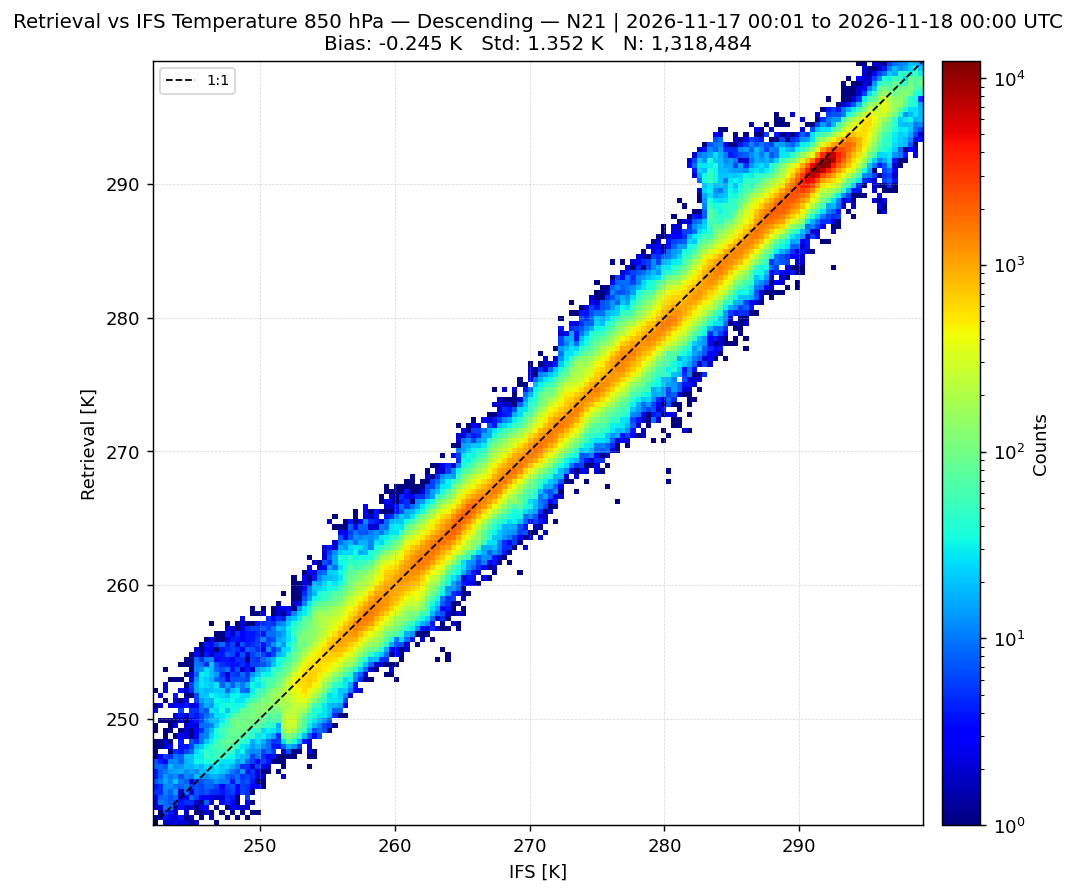 Retrieval vs IFS Temperature 850 hPa — Descending — N21 | 2026-11-17 00:01 to 2026-11-18 00:00 UTC
Bias: -0.245 K   Std: 1.352 K   N: 1,318,484
1:1
290
280
270
260
250
Retrieval [K]
250 260 270 280 290
IFS [K]
10⁴
10³
10²
10¹
10⁰
Counts